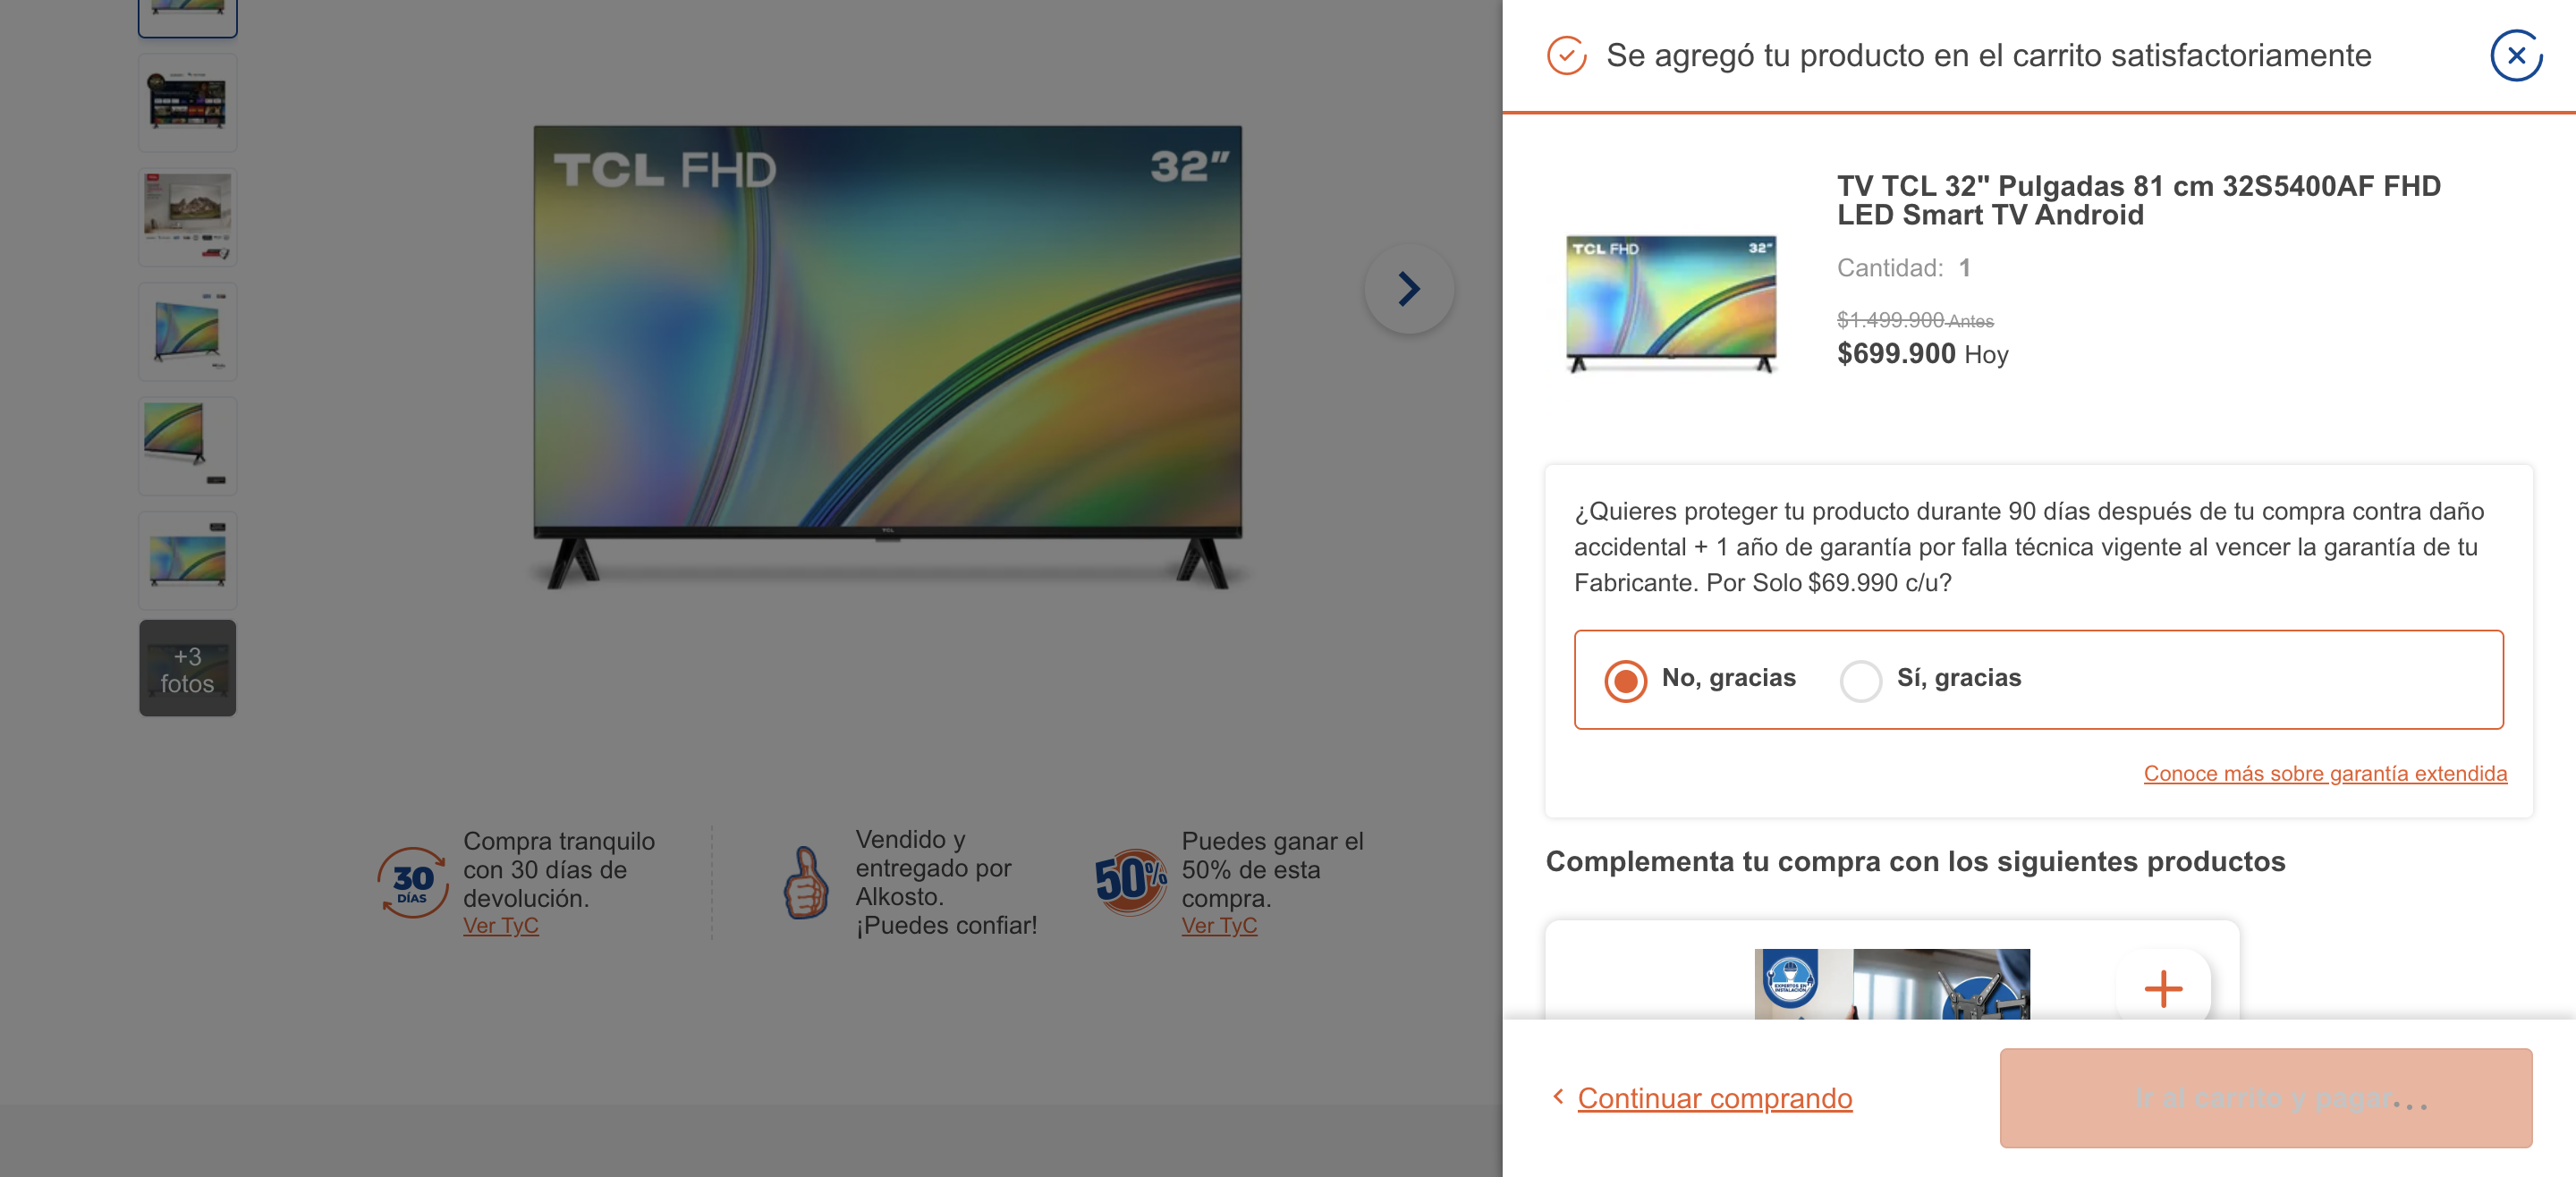 TCL FHD 32"
TCL
+3
fotos
30
DÍAS
Compra tranquilo
con 30 días de
devolución.
Ver TyC
Vendido y
entregado por
Alkosto.
¡Puedes confiar!
50%
Puedes ganar el
50% de esta
compra.
Ver TyC
Se agregó tu producto en el carrito satisfactoriamente
TCL FHD 32"
TV TCL 32" Pulgadas 81 cm 32S5400AF FHD
LED Smart TV Android
Cantidad: 1
$1.499.900 Antes
$699.900 Hoy
¿Quieres proteger tu producto durante 90 días después de tu compra contra daño
accidental + 1 año de garantía por falla técnica vigente al vencer la garantía de tu
Fabricante. Por Solo $69.990 c/u?
No, gracias Sí, gracias
Conoce más sobre garantía extendida
Complementa tu compra con los siguientes productos
EXPERTOS EN
INSTALACIÓN
Continuar comprando
Ir al carrito y pagar...